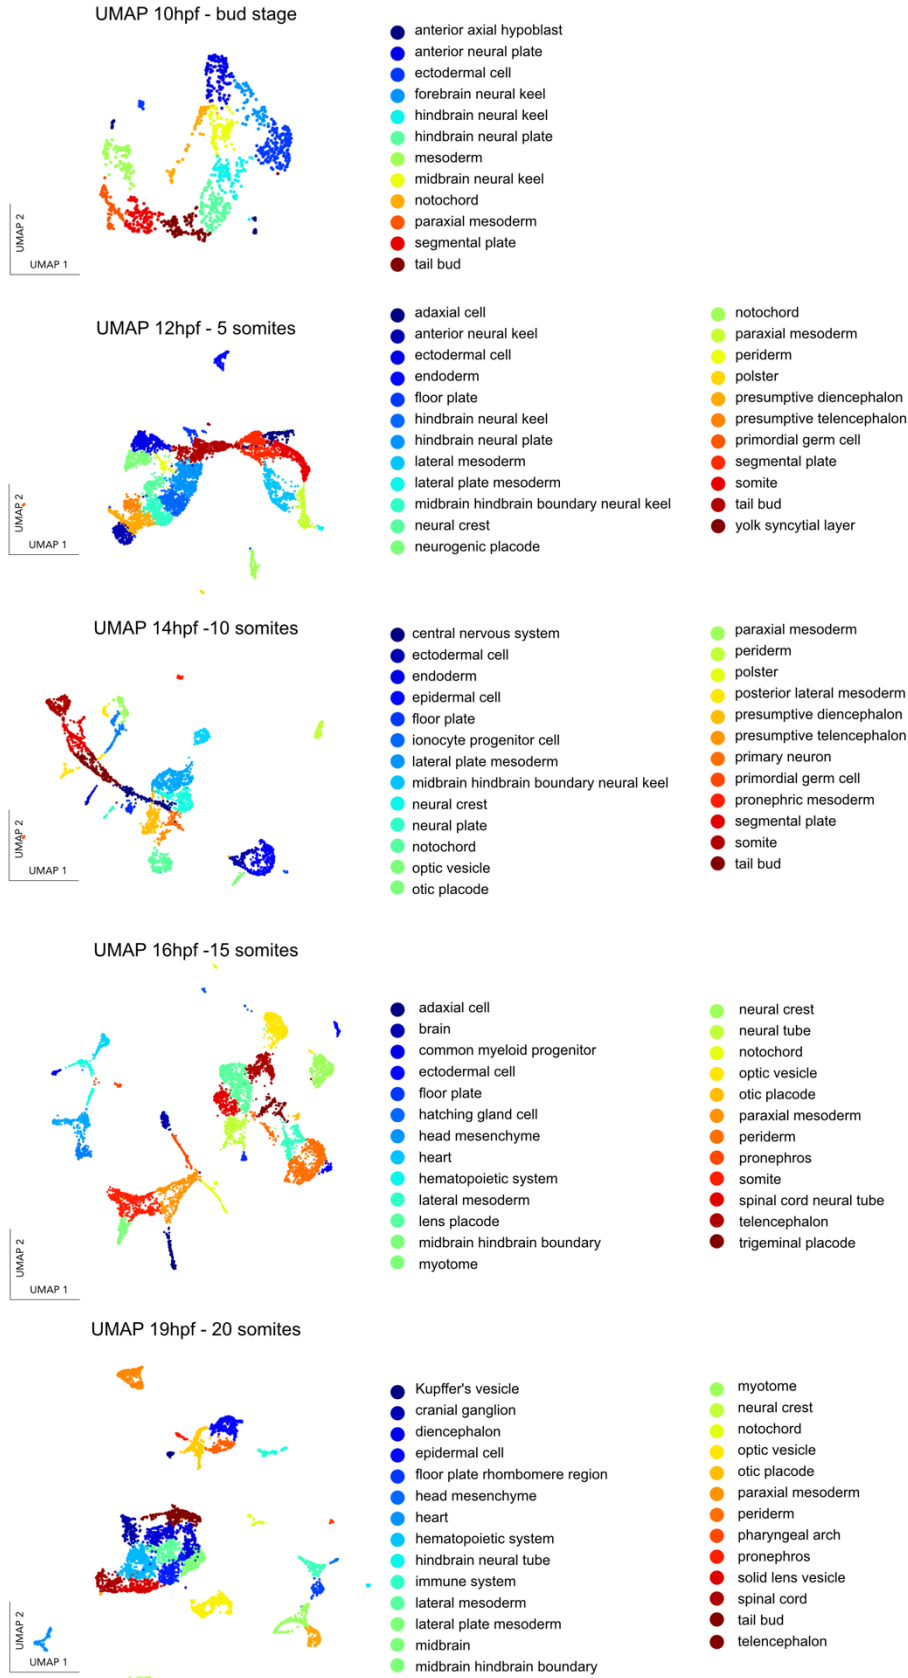 UMAP 10hpf - bud stage
anterior axial hypoblast
anterior neural plate
ectodermal cell
forebrain neural keel
hindbrain neural keel
hindbrain neural plate
mesoderm
midbrain neural keel
notochord
paraxial mesoderm
segmental plate
tail bud
UMAP 2
UMAP 1
UMAP 12hpf - 5 somites
adaxial cell
anterior neural keel
ectodermal cell
endoderm
floor plate
hindbrain neural keel
hindbrain neural plate
lateral mesoderm
lateral plate mesoderm
midbrain hindbrain boundary neural keel
neural crest
neurogenic placode
notochord
paraxial mesoderm
periderm
polster
presumptive diencephalon
presumptive telencephalon
primordial germ cell
segmental plate
somite
tail bud
yolk syncytial layer
UMAP 2
UMAP 1
UMAP 14hpf -10 somites
central nervous system
ectodermal cell
endoderm
epidermal cell
floor plate
ionocyte progenitor cell
lateral plate mesoderm
midbrain hindbrain boundary neural keel
neural crest
neural plate
notochord
optic vesicle
otic placode
paraxial mesoderm
periderm
polster
posterior lateral mesoderm
presumptive diencephalon
presumptive telencephalon
primary neuron
primordial germ cell
pronephric mesoderm
segmental plate
somite
tail bud
UMAP 2
UMAP 1
UMAP 16hpf -15 somites
adaxial cell
brain
common myeloid progenitor
ectodermal cell
floor plate
hatching gland cell
head mesenchyme
heart
hematopoietic system
lateral mesoderm
lens placode
midbrain hindbrain boundary
myotome
neural crest
neural tube
notochord
optic vesicle
otic placode
paraxial mesoderm
periderm
pronephros
somite
spinal cord neural tube
telencephalon
trigeminal placode
UMAP 2
UMAP 1
UMAP 19hpf - 20 somites
Kupffer's vesicle
cranial ganglion
diencephalon
epidermal cell
floor plate rhombomere region
head mesenchyme
heart
hematopoietic system
hindbrain neural tube
immune system
lateral mesoderm
lateral plate mesoderm
midbrain
midbrain hindbrain boundary
myotome
neural crest
notochord
optic vesicle
otic placode
paraxial mesoderm
periderm
pharyngeal arch
pronephros
solid lens vesicle
spinal cord
tail bud
telencephalon
UMAP 2
UMAP 1